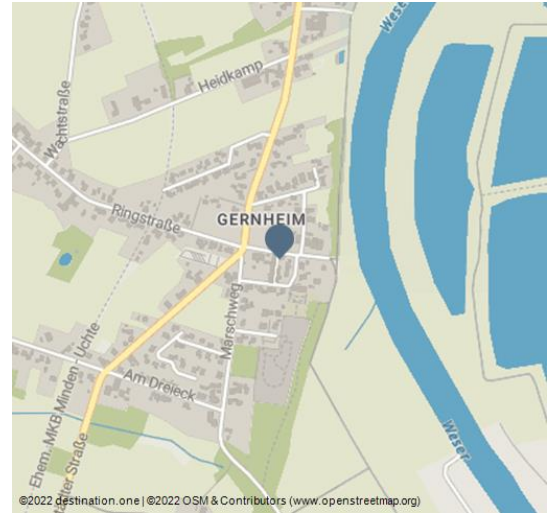 Weser
Heidkamp
Wachtstraße
Ringstraße
GERNHEIM
Marschweg
Am Dreieck
Ehem. MKB Minden - Uchte
Straße
Weser
©2022 destination.one | ©2022 OSM & Contributors (www.openstreetmap.org)